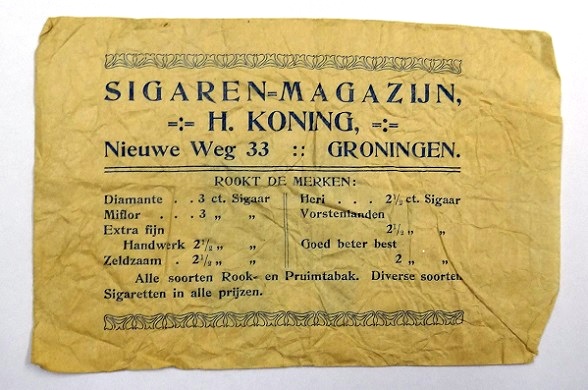 SIGAREN=MAGAZIJN,
=:= H. KONING, =:=
Nieuwe Weg 33 :: GRONINGEN.
ROOKT DE MERKEN:
Diamante . . 3 ct. Sigaar
Miflor . . . 3 „ „
Extra fijn
Handwerk 2½ „ „
Zeldzaam . 2½ „ „
Heri . . . 2½ ct. Sigaar
Vorstenlanden
2½ „ „
Goed beter best
2 „ „
Alle soorten Rook- en Pruimtabak. Diverse soorten
Sigaretten in alle prijzen.